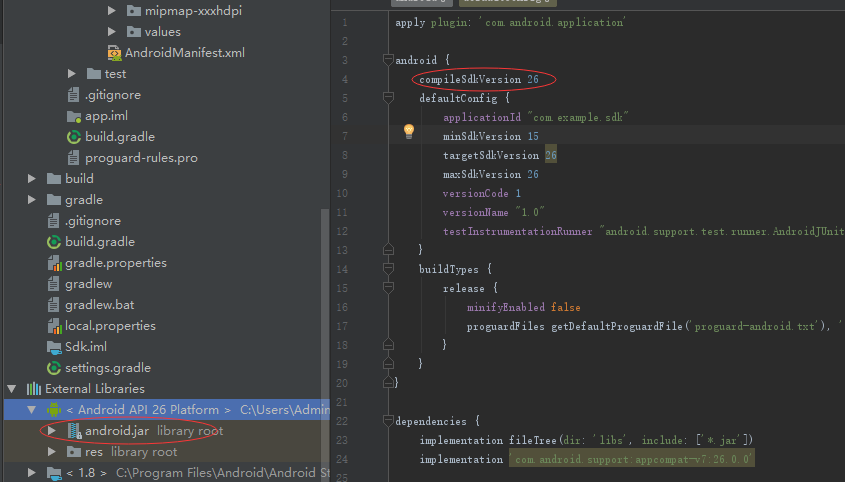 mipmap-xxxhdpi
values
AndroidManifest.xml
test
.gitignore
app.iml
build.gradle
proguard-rules.pro
build
gradle
.gitignore
build.gradle
gradle.properties
gradlew
gradlew.bat
local.properties
Sdk.iml
settings.gradle
External Libraries
< Android API 26 Platform > C:\Users\Admin
android.jar library root
res library root
< 1.8 > C:\Program Files\Android\Android St
1 apply plugin: 'com.android.application'
2
3 android {
4 compileSdkVersion 26
5 defaultConfig {
6 applicationId "com.example.sdk"
7 minSdkVersion 15
8 targetSdkVersion 26
9 maxSdkVersion 26
10 versionCode 1
11 versionName "1.0"
12 testInstrumentationRunner "android.support.test.runner.AndroidJUnit
13 }
14 buildTypes {
15 release {
16 minifyEnabled false
17 proguardFiles getDefaultProguardFile('proguard-android.txt'), '
18 }
19 }
20 }
21
22 dependencies {
23 implementation fileTree(dir: 'libs', include: ['*.jar'])
24 implementation 'com.android.support:appcompat-v7:26.0.0'
25